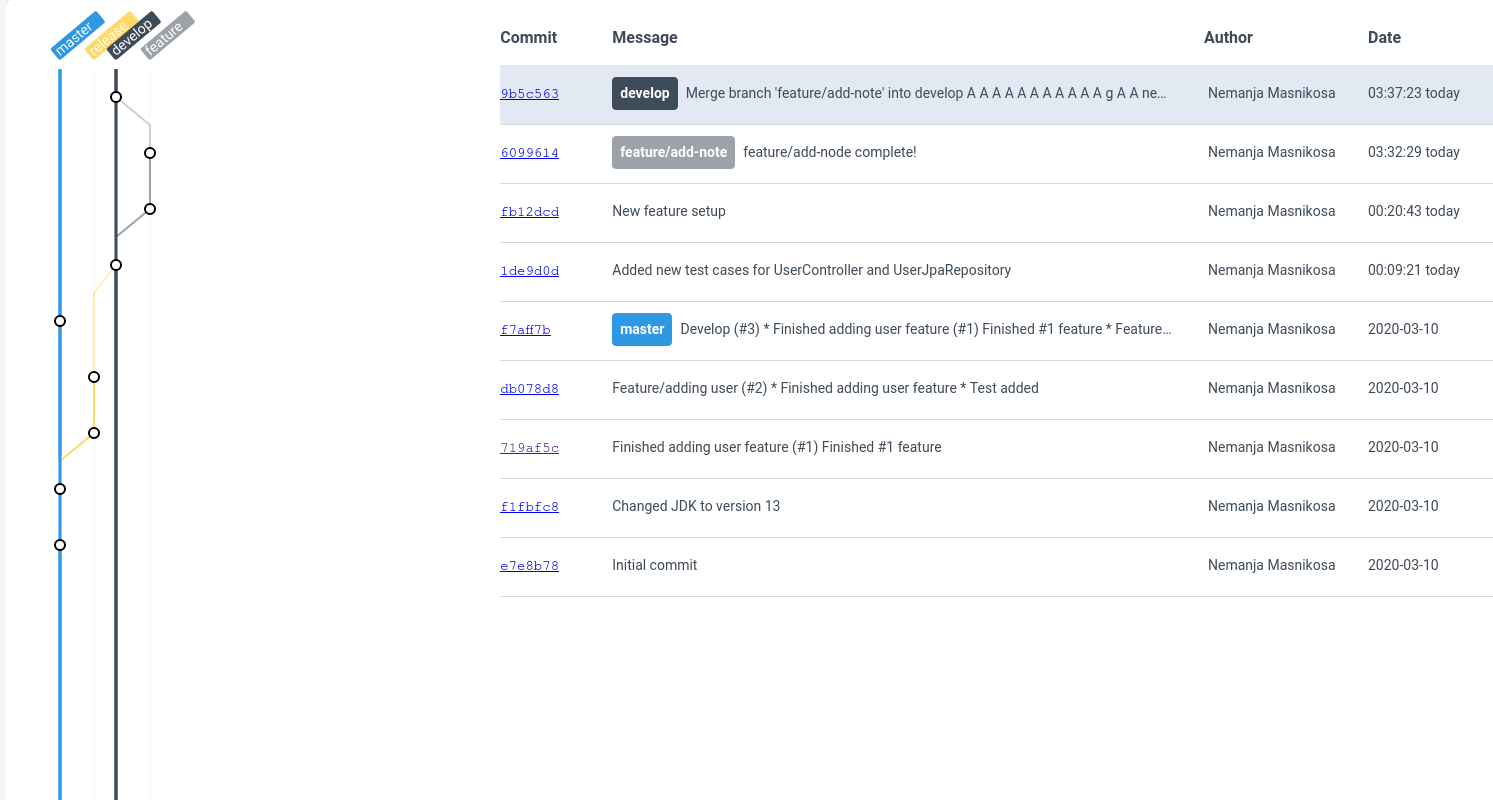 master release develop feature
Commit Message Author Date
9b5c563 develop Merge branch 'feature/add-note' into develop A A A A A A A A A A A g A A ne… Nemanja Masnikosa 03:37:23 today
6099614 feature/add-note feature/add-node complete! Nemanja Masnikosa 03:32:29 today
fb12dcd New feature setup Nemanja Masnikosa 00:20:43 today
1de9d0d Added new test cases for UserController and UserJpaRepository Nemanja Masnikosa 00:09:21 today
f7aff7b master Develop (#3) * Finished adding user feature (#1) Finished #1 feature * Feature… Nemanja Masnikosa 2020-03-10
db078d8 Feature/adding user (#2) * Finished adding user feature * Test added Nemanja Masnikosa 2020-03-10
719af5c Finished adding user feature (#1) Finished #1 feature Nemanja Masnikosa 2020-03-10
f1fbfc8 Changed JDK to version 13 Nemanja Masnikosa 2020-03-10
e7e8b78 Initial commit Nemanja Masnikosa 2020-03-10